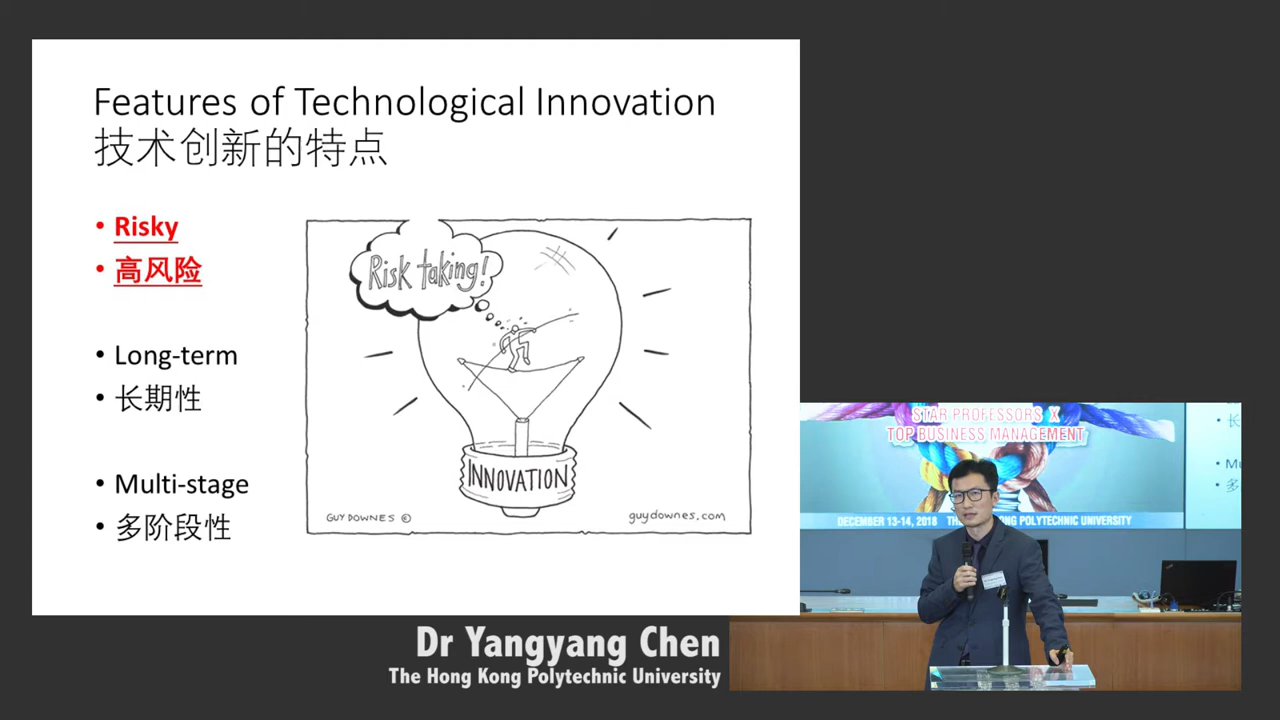 Features of Technological Innovation
技术创新的特点
• Risky
• 高风险
• Long-term
• 长期性
• Multi-stage
• 多阶段性
Risk taking!
INNOVATION
GUY DOWNES ©
guydownes.com
STAR PROFESSORS X
TOP BUSINESS MANAGEMENT
DECEMBER 13-14, 2018 THE KONG POLYTECHNIC UNIVERSITY
Dr Yangyang Chen
The Hong Kong Polytechnic University